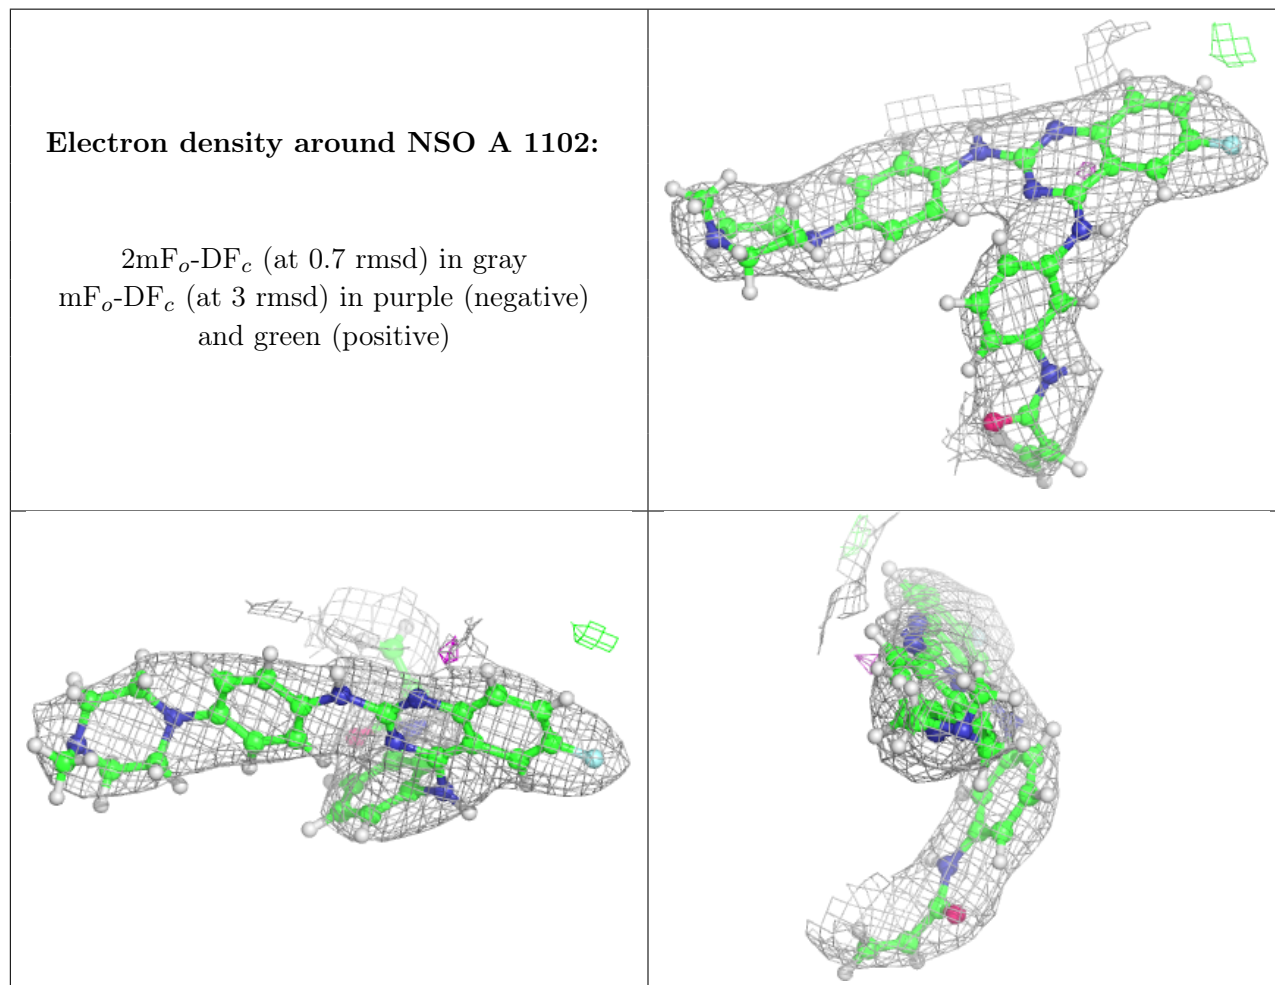 Electron density around NSO A 1102:
2mFo-DFc (at 0.7 rmsd) in gray
mFo-DFc (at 3 rmsd) in purple (negative)
and green (positive)